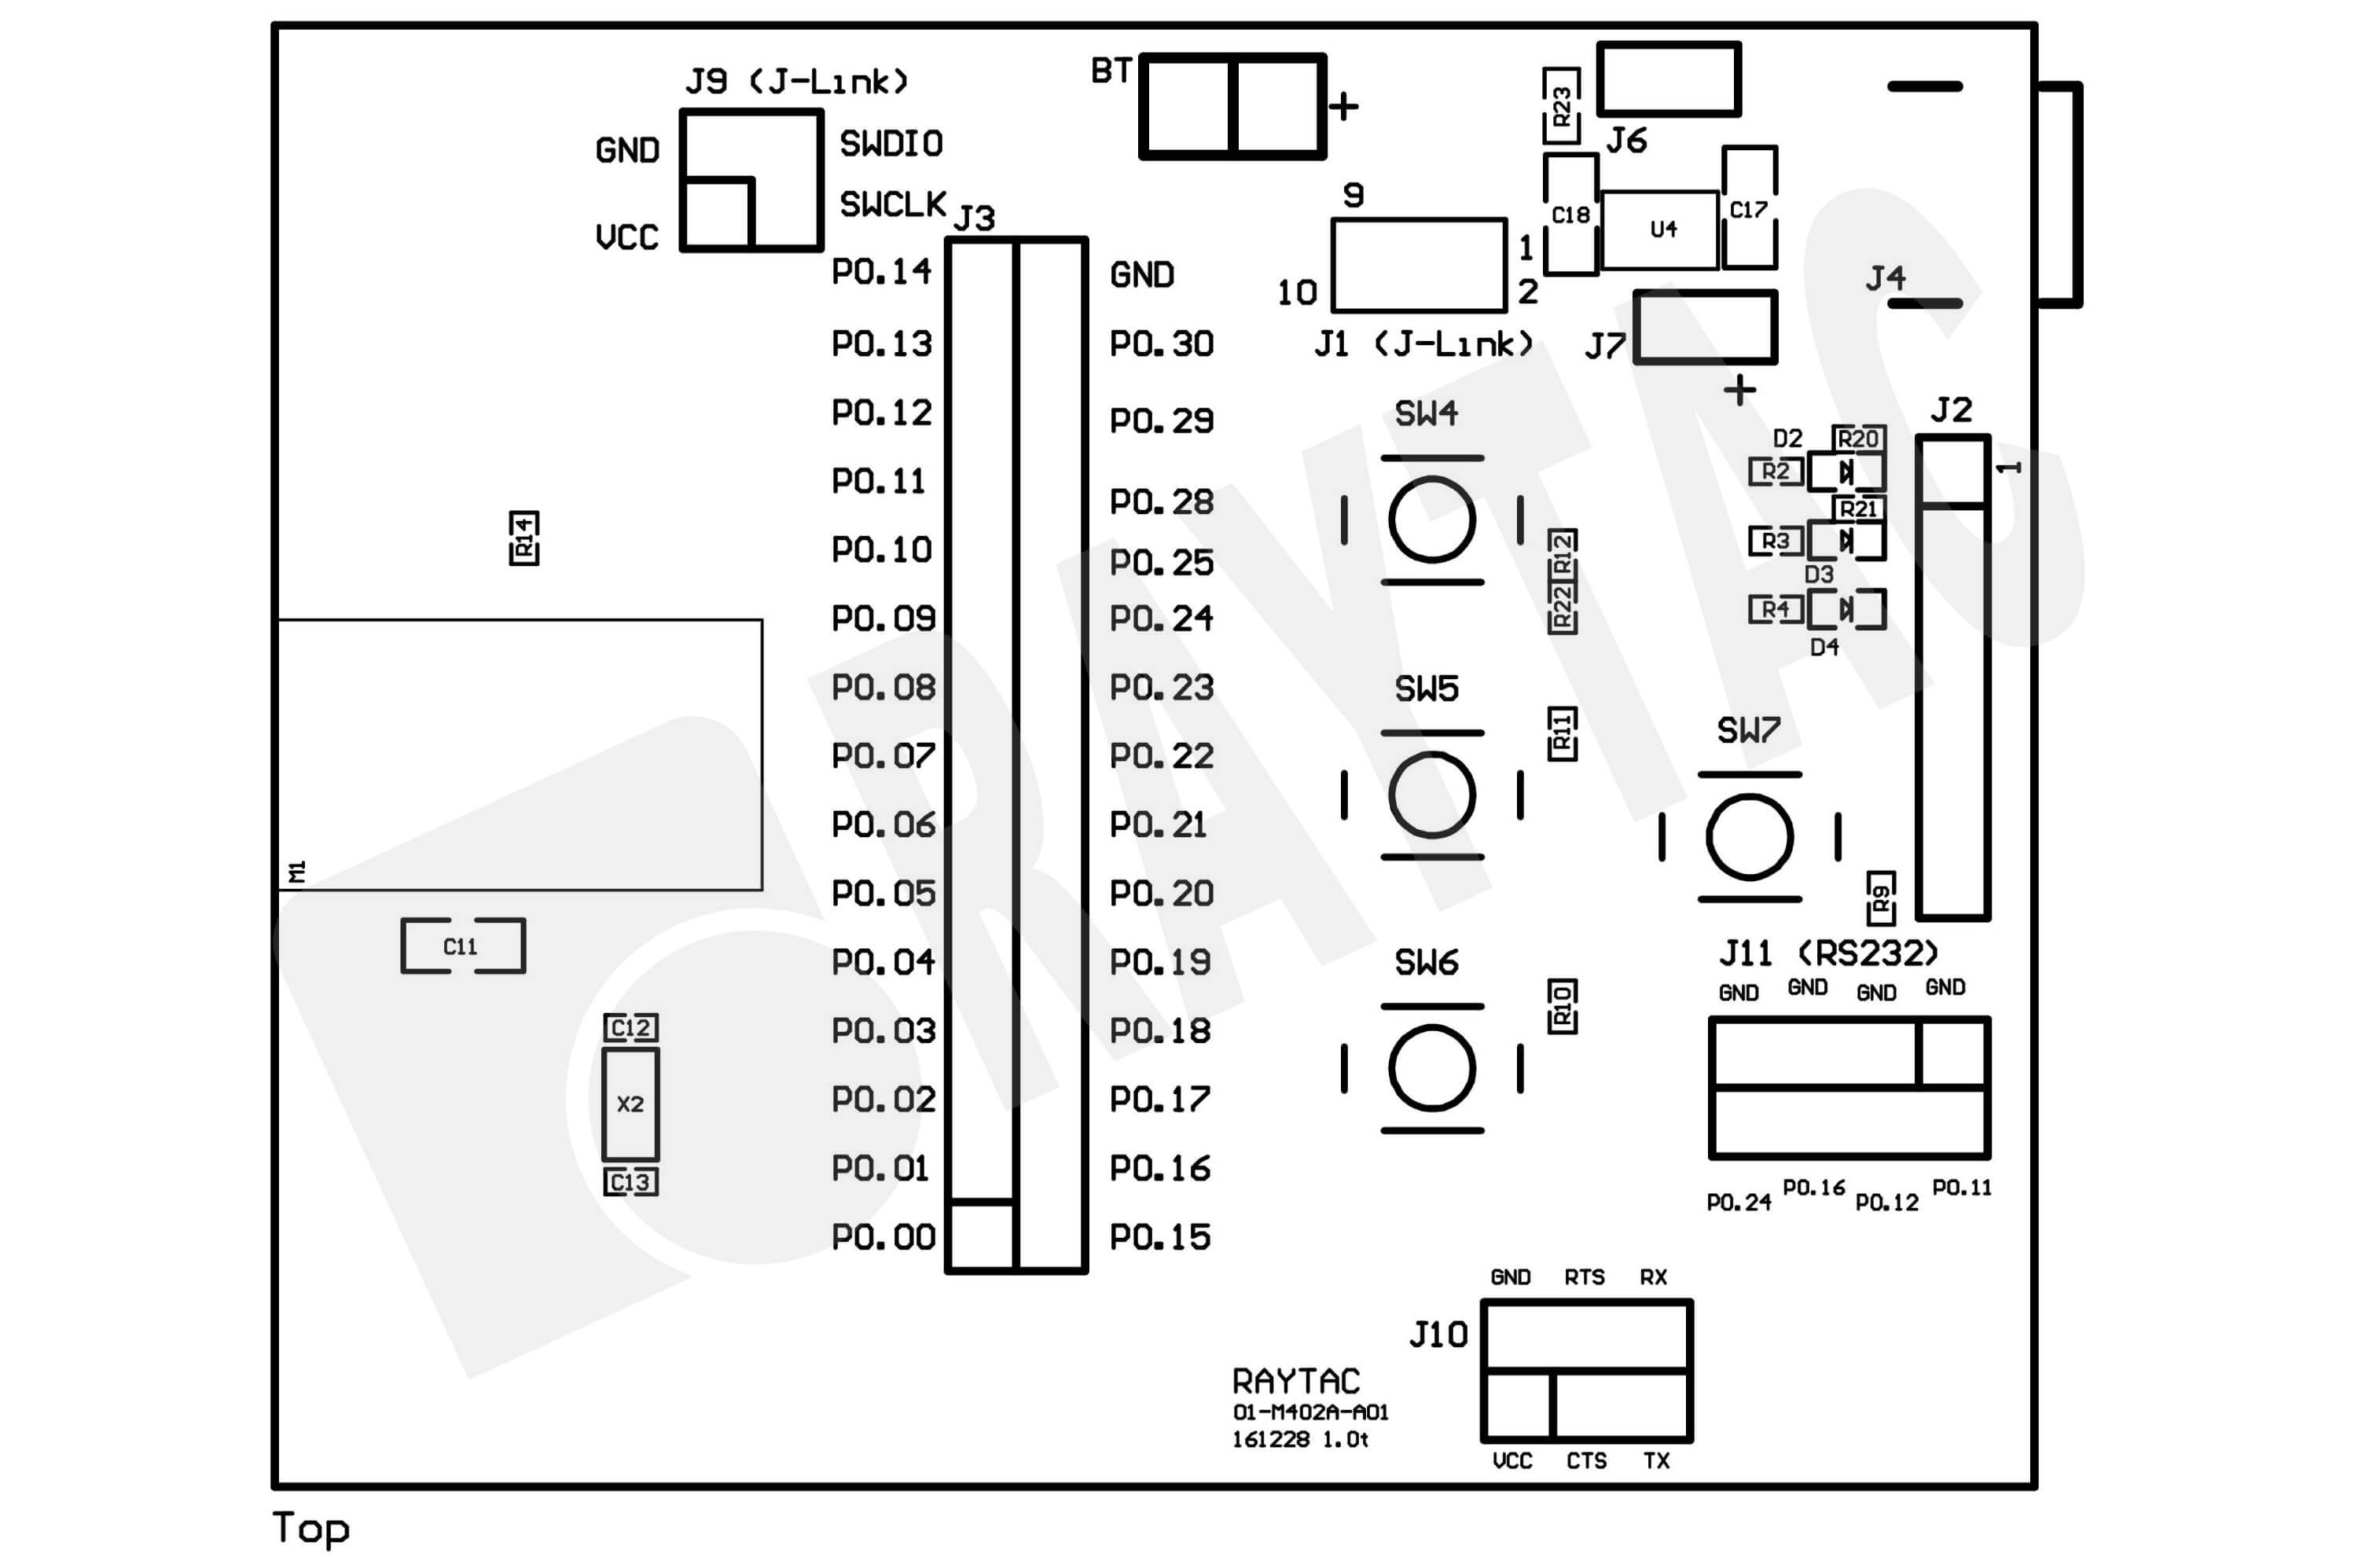 J9 (J-Link)
GND
SWDIO
VCC
SWCLK
BT
+
R23
J6
C18
U4
C17
9
1
10
2
J1 (J-Link)
J7
+
J4
J3
P0.14
GND
P0.13
P0.30
P0.12
P0.29
P0.11
P0.28
P0.10
P0.25
P0.09
P0.24
P0.08
P0.23
P0.07
P0.22
P0.06
P0.21
P0.05
P0.20
P0.04
P0.19
P0.03
P0.18
P0.02
P0.17
P0.01
P0.16
P0.00
P0.15
R14
M1
C11
C12
X2
C13
SW4
R12
R22
SW5
R11
SW6
R10
SW7
R9
D2
R20
R2
R21
R3
D3
R4
D4
J2
1
J11 (RS232)
GND GND GND GND
P0.24 P0.16 P0.12 P0.11
GND RTS RX
J10
VCC CTS TX
RAYTAC
01-M402A-A01
161228 1.0t
Top
RAYTAC